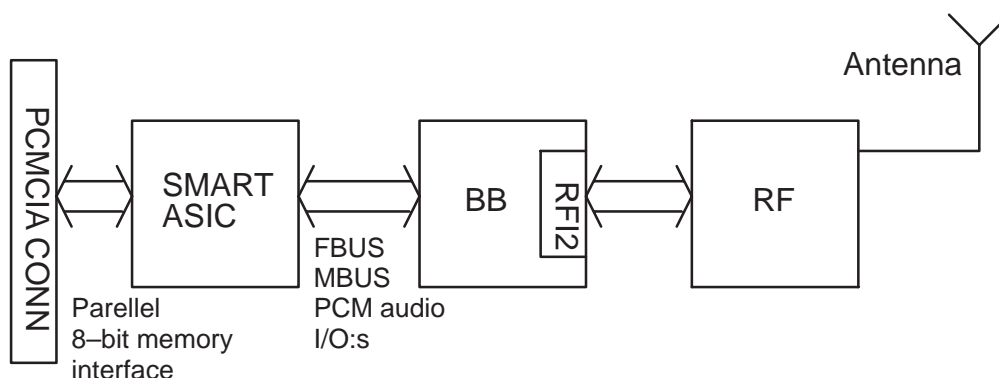 Antenna
PCMCIA CONN
SMART
ASIC
BB
RFI2
RF
Parellel
8–bit memory
interface
FBUS
MBUS
PCM audio
I/O:s